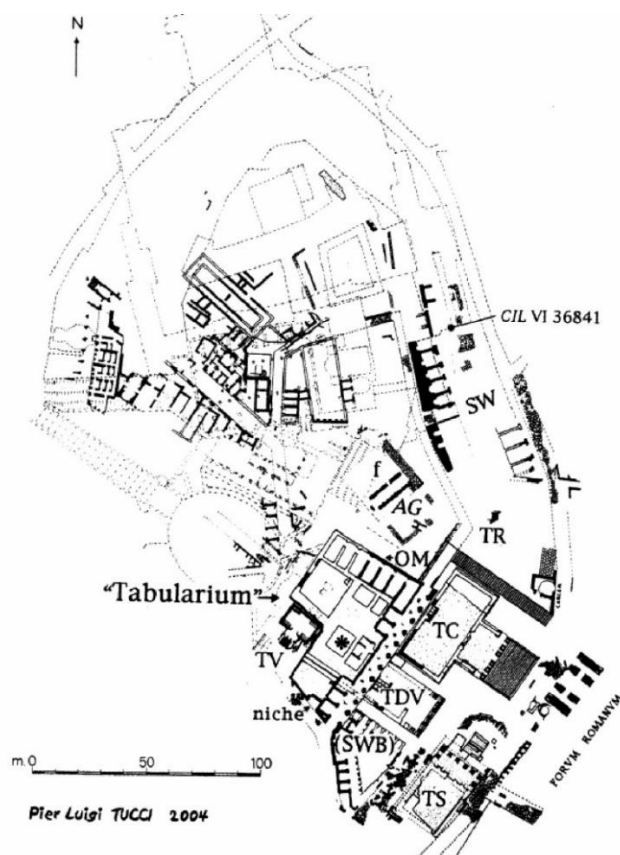 N
CIL VI 36841
SW
f
AG
TR
OM
"Tabularium"
TC
CARCER
TV
TDV
niche
(SWB)
FORVM ROMANVM
TS
m. 0 50 100
Pier Luigi TUCCI 2004